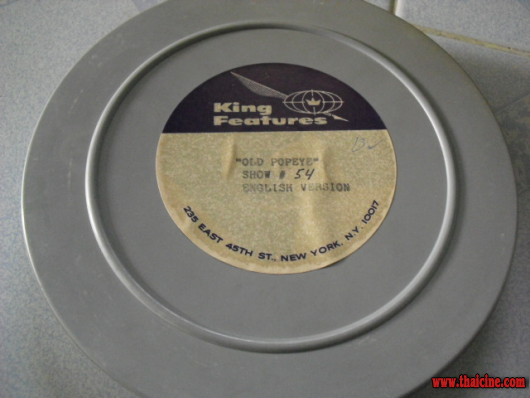 King
Features
"OLD POPEYE"
SHOW # 54
ENGLISH VERSION
235 EAST 45TH ST., NEW YORK, N.Y. 10017
www.thaicine.com